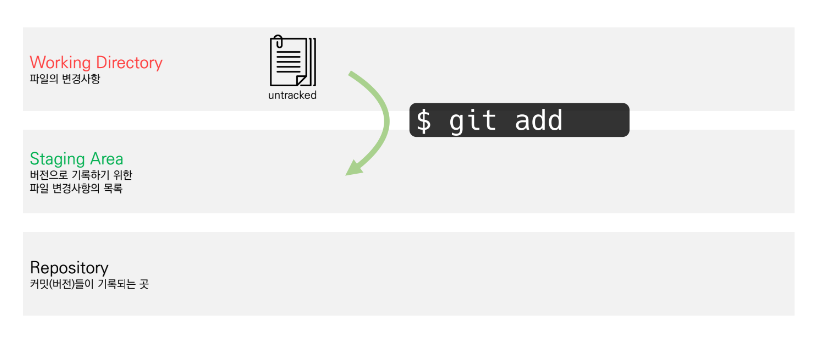 Working Directory
파일의 변경사항
untracked
$ git add
Staging Area
버전으로 기록하기 위한
파일 변경사항의 목록
Repository
커밋(버전)들이 기록되는 곳